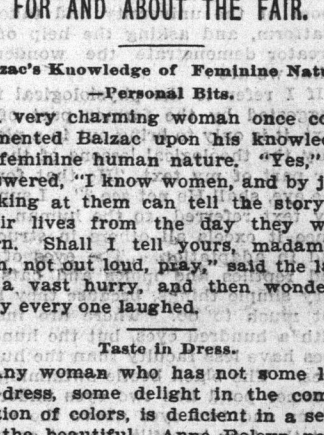 FOR AND ABOUT THE FAIR.
zac's Knowledge of Feminine Natu
—Personal Bits.
very charming woman once co
mented Balzac upon his knowled
feminine human nature. "Yes,"
wered, "I know women, and by j
king at them can tell the story
ir lives from the day they w
n. Shall I tell yours, madam
h, not out loud, pray," said the la
a vast hurry, and then wonde
y every one laughed.
Taste in Dress.
Any woman who has not some l
dress, some delight in the com
tion of colors, is deficient in a se
the beautiful.